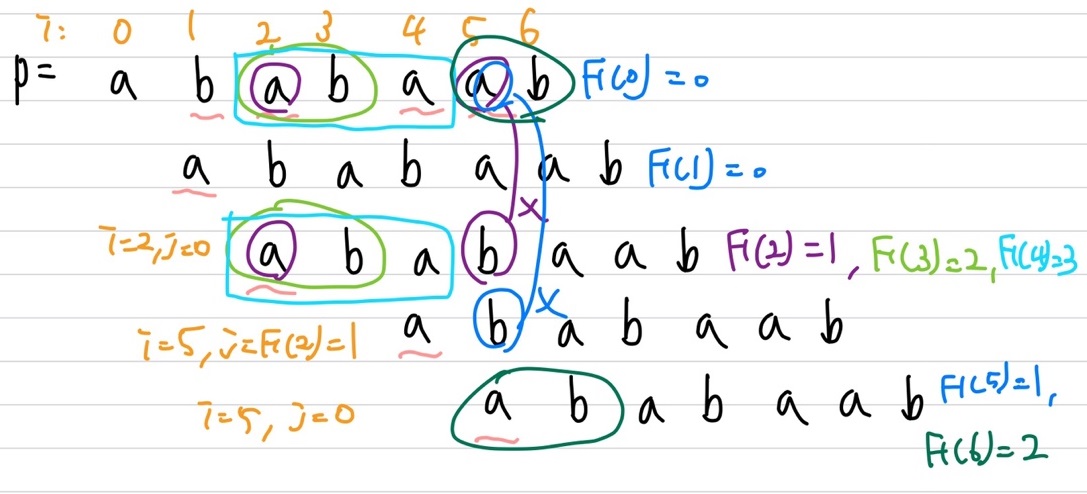 i: 0 1 2 3 4 5 6
P= a b a b a a b F(0)=0
a b a b a a b F(1)=0
i=2, j=0 a b a b a a b F(2)=1, F(3)=2, F(4)=3
i=5, j=F(2)=1 a b a b a a b
i=5, j=0 a b a b a a b F(5)=1,
F(6)=2